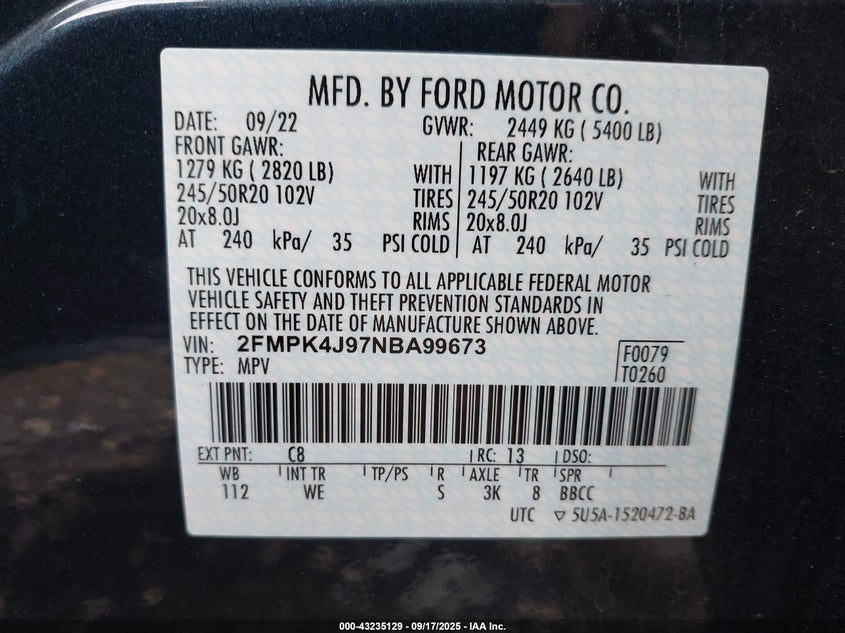 MFD. BY FORD MOTOR CO.
DATE: 09/22 GVWR: 2449 KG ( 5400 LB)
FRONT GAWR: REAR GAWR:
1279 KG ( 2820 LB) WITH 1197 KG ( 2640 LB) WITH
245/50R20 102V TIRES 245/50R20 102V TIRES
20x8.0J RIMS 20x8.0J RIMS
AT 240 kPa/ 35 PSI COLD AT 240 kPa/ 35 PSI COLD
THIS VEHICLE CONFORMS TO ALL APPLICABLE FEDERAL MOTOR
VEHICLE SAFETY AND THEFT PREVENTION STANDARDS IN
EFFECT ON THE DATE OF MANUFACTURE SHOWN ABOVE.
VIN: 2FMPK4J97NBA99673 F0079
TYPE: MPV T0260
EXT PNT: C8 RC: 13 DSO:
WB INT TR TP/PS R AXLE TR SPR
112 WE S 3K 8 BBCC
UTC ▽ 5U5A-1520472-BA
000-43235129 - 09/17/2025 - IAA Inc.